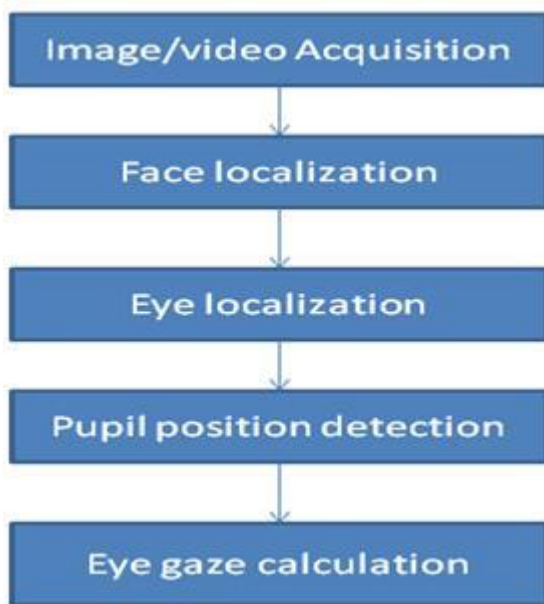 Image/video Acquisition
Face localization
Eye localization
Pupil position detection
Eye gaze calculation